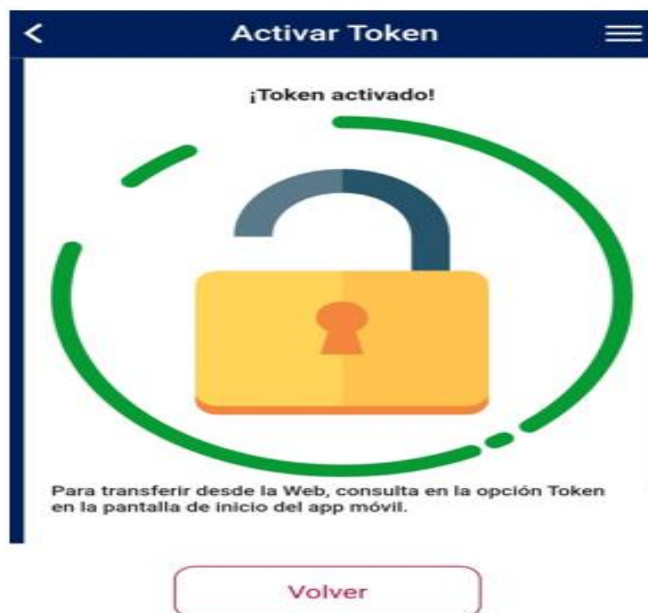 Activar Token
¡Token activado!
Para transferir desde la Web, consulta en la opción Token
en la pantalla de inicio del app móvil.
Volver